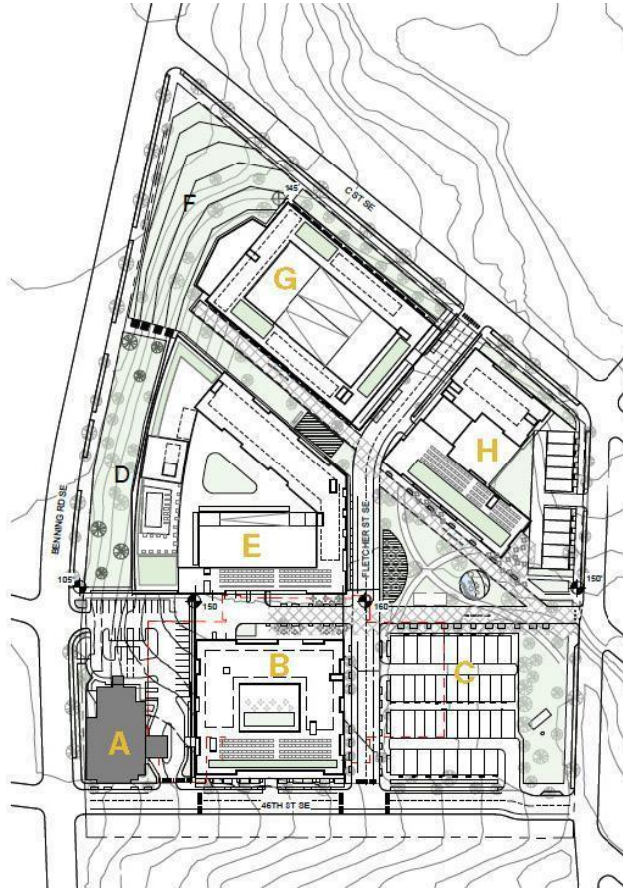 F
145'
C ST SE
G
D
H
BENNING RD SE
E
FLETCHER ST SE
105'
150
160
150'
B
C
A
46TH ST SE